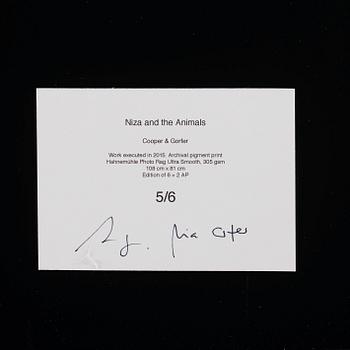 Niza and the Animals
Cooper & Gorfer
Work executed in 2015. Archival pigment print
Hahnemühle Photo Rag Ultra Smooth, 305 gsm
108 cm x 81 cm
Edition of 6 + 2 AP
5/6